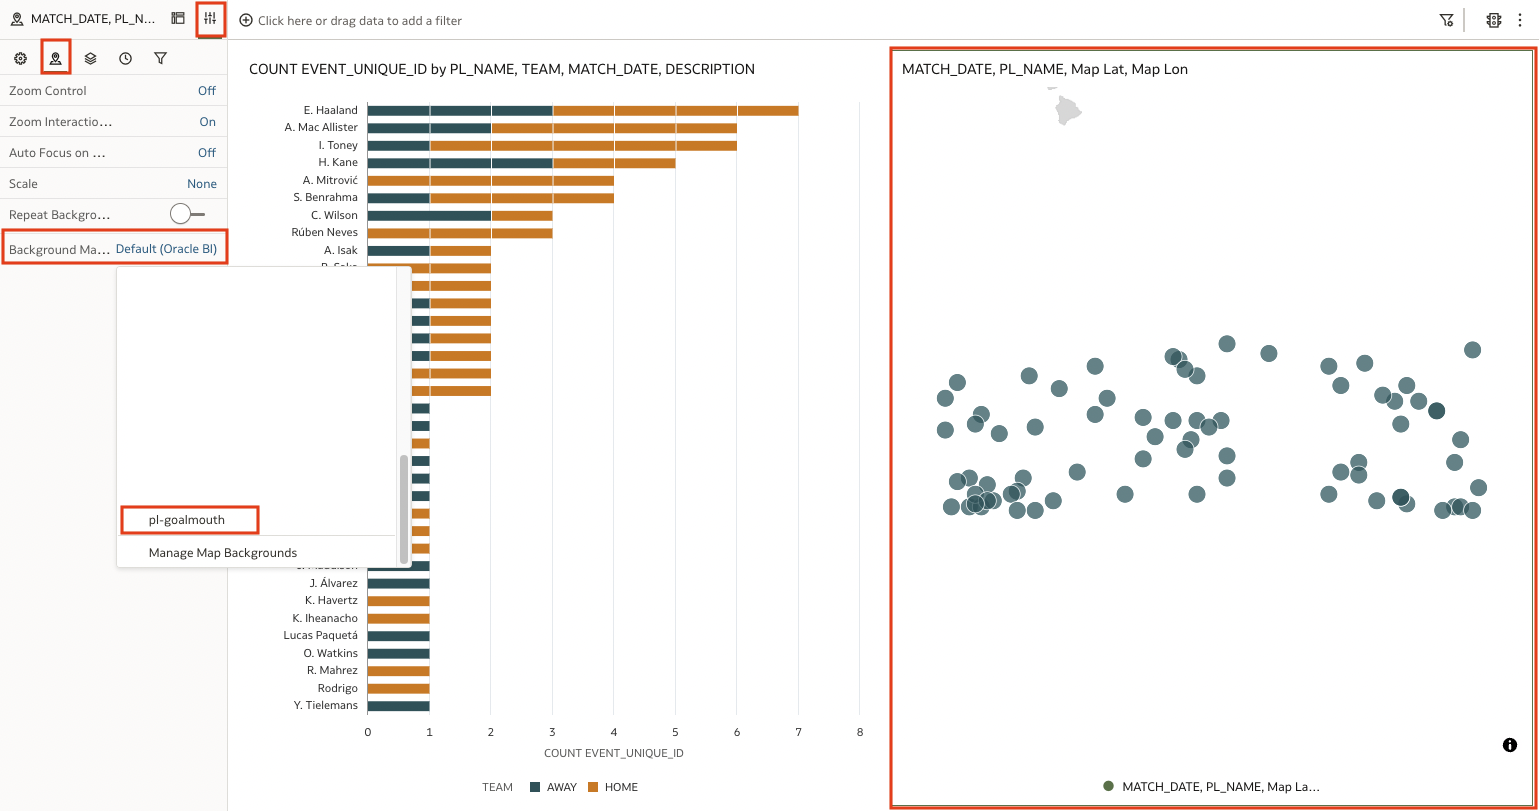 MATCH_DATE, PL_N...
Click here or drag data to add a filter
Zoom Control Off
Zoom Interactio... On
Auto Focus on ... Off
Scale None
Repeat Backgro...
Background Ma... Default (Oracle BI)
pl-goalmouth
Manage Map Backgrounds
COUNT EVENT_UNIQUE_ID by PL_NAME, TEAM, MATCH_DATE, DESCRIPTION
E. Haaland
A. Mac Allister
I. Toney
H. Kane
A. Mitrović
S. Benrahma
C. Wilson
Rúben Neves
A. Isak
J. Álvarez
K. Havertz
K. Iheanacho
Lucas Paquetá
O. Watkins
R. Mahrez
Rodrigo
Y. Tielemans
0 1 2 3 4 5 6 7 8
COUNT EVENT_UNIQUE_ID
TEAM AWAY HOME
MATCH_DATE, PL_NAME, Map Lat, Map Lon
MATCH_DATE, PL_NAME, Map La...